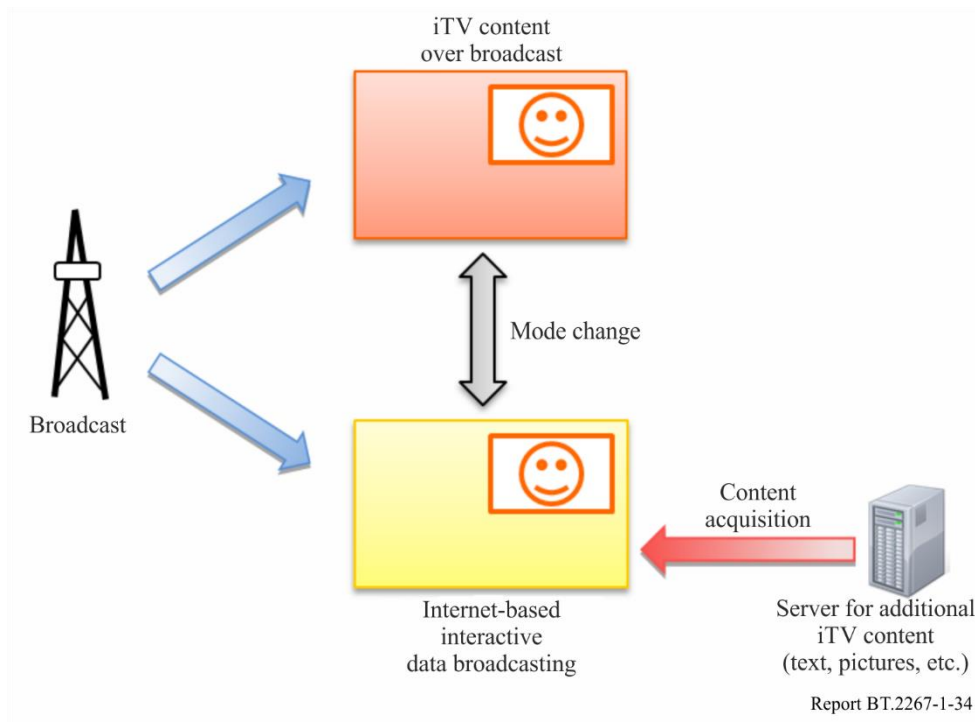 iTV content
over broadcast
Mode change
Broadcast
Content
acquisition
Internet-based
interactive
data broadcasting
Server for additional
iTV content
(text, pictures, etc.)
Report BT.2267-1-34